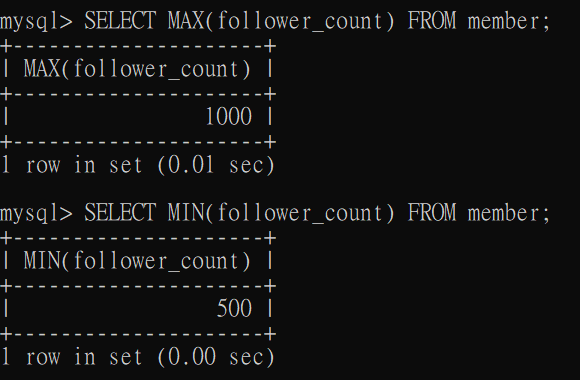 mysql> SELECT MAX(follower_count) FROM member;
+---------------------+
| MAX(follower_count) |
+---------------------+
|                1000 |
+---------------------+
1 row in set (0.01 sec)

mysql> SELECT MIN(follower_count) FROM member;
+---------------------+
| MIN(follower_count) |
+---------------------+
|                 500 |
+---------------------+
1 row in set (0.00 sec)